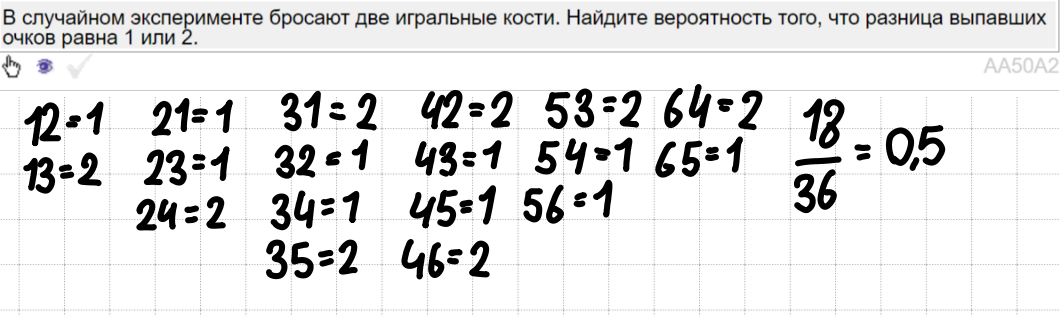 В случайном эксперименте бросают две игральные кости. Найдите вероятность того, что разница выпавших
очков равна 1 или 2.
AA50A2
12=1 21=1 31=2 42=2 53=2 64=2 18/36 = 0,5
13=2 23=1 32=1 43=1 54=1 65=1
24=2 34=1 45=1 56=1
35=2 46=2